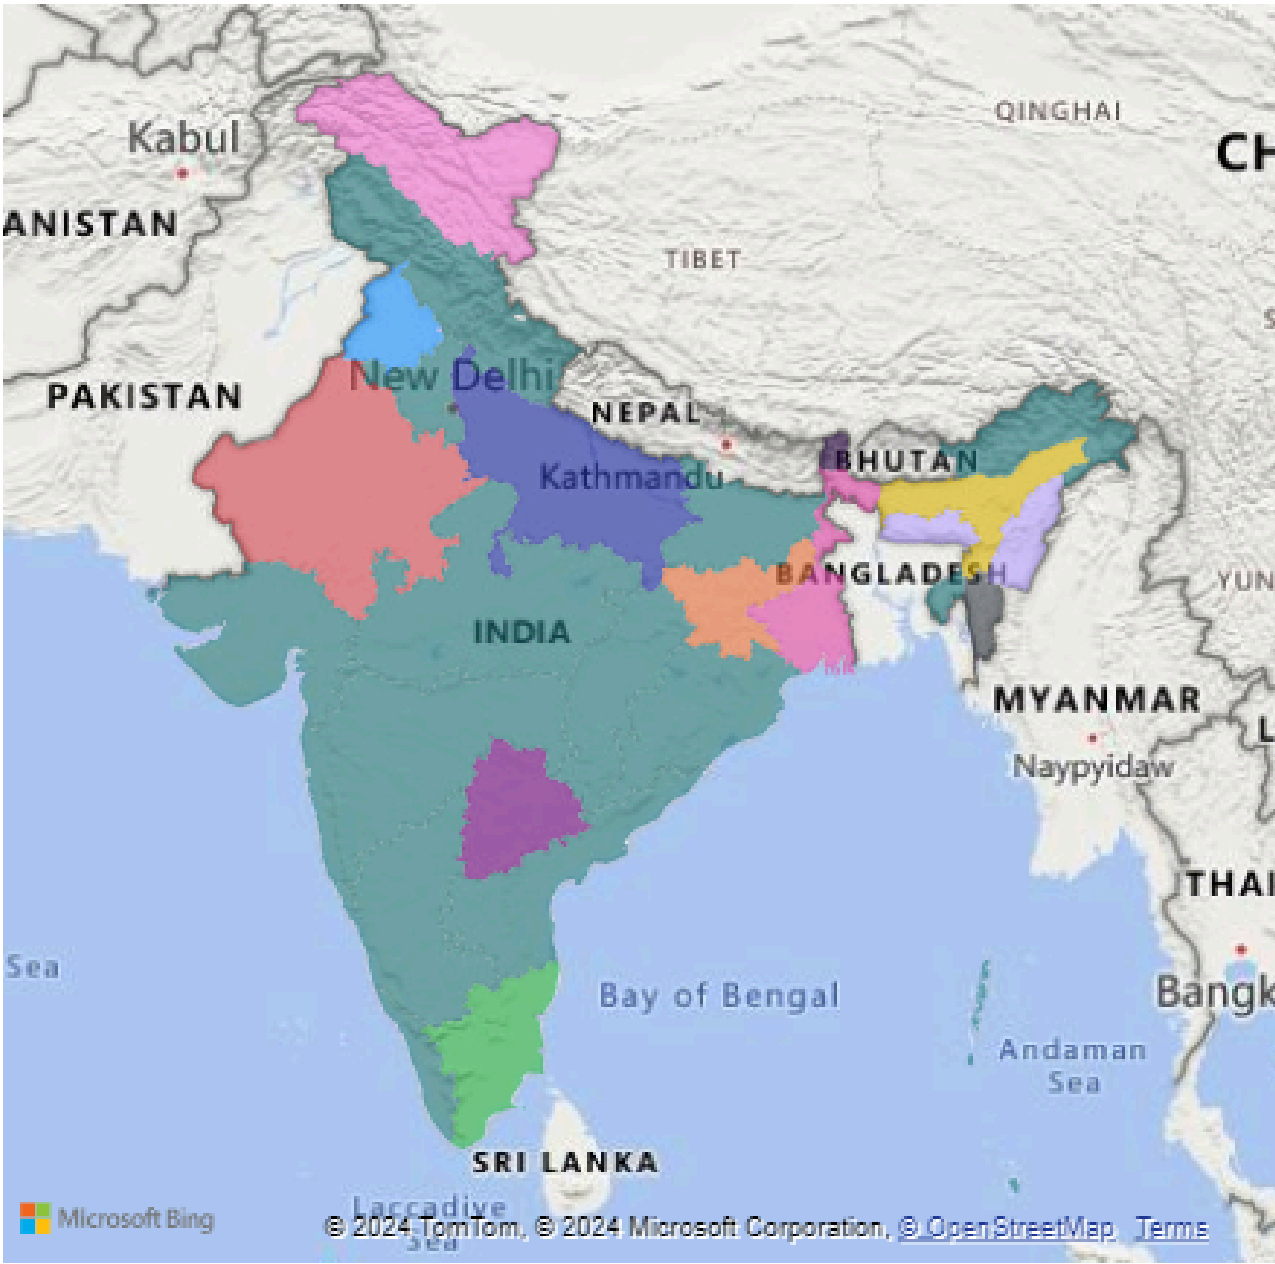 QINGHAI
Kabul
CH
ANISTAN
TIBET
S
New Delhi
PAKISTAN
NEPAL
BHUTAN
Kathmandu
BANGLADESH
YUN
INDIA
MYANMAR
L
Naypyidaw
THAI
Sea
Bay of Bengal
Bangk
Andaman
Sea
SRI LANKA
Laccadive
Sea
Microsoft Bing
© 2024 TomTom, © 2024 Microsoft Corporation, © OpenStreetMap Terms